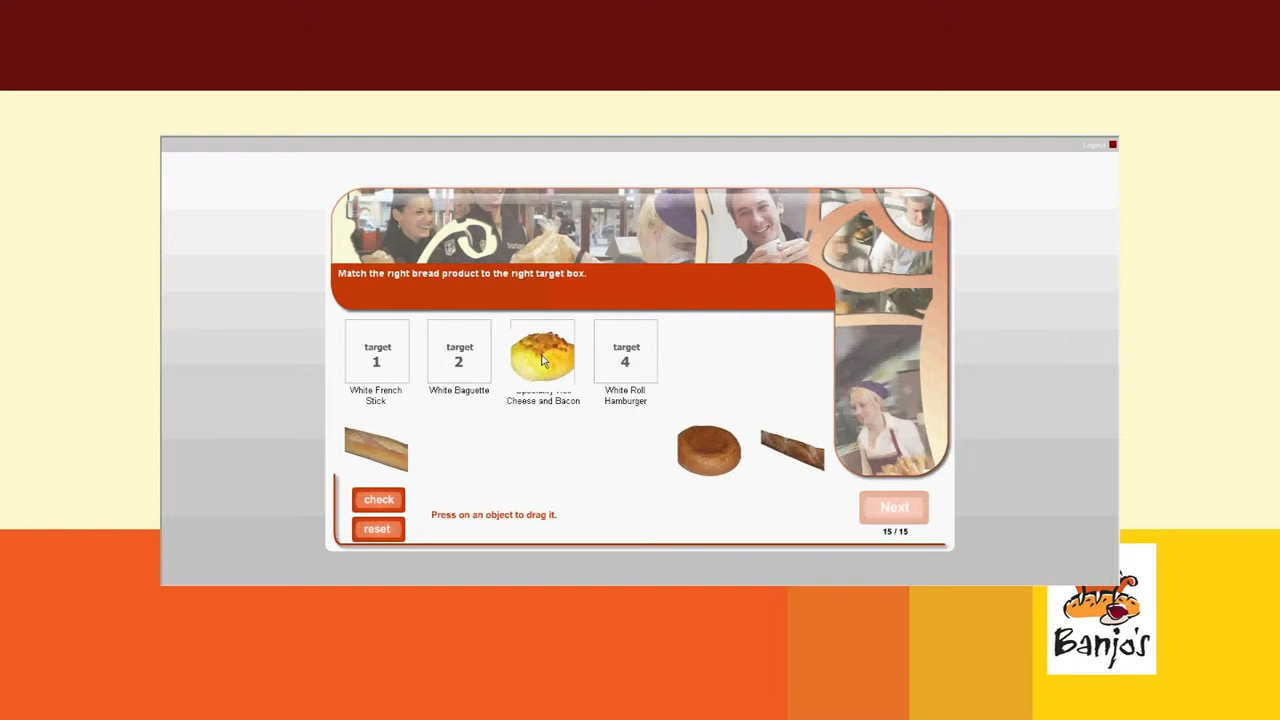 Logout
Match the right bread product to the right target box.
target
1
target
2
target
4
White French
Stick
White Baguette
Cheese and Bacon
White Roll
Hamburger
check
reset
Press on an object to drag it.
Next
15 / 15
Banjo's